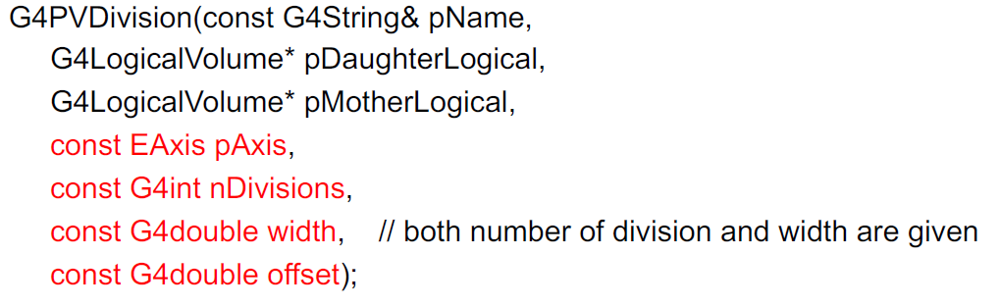 G4PVDivision(const G4String& pName,
G4LogicalVolume* pDaughterLogical,
G4LogicalVolume* pMotherLogical,
const EAxis pAxis,
const G4int nDivisions,
const G4double width, // both number of division and width are given
const G4double offset);